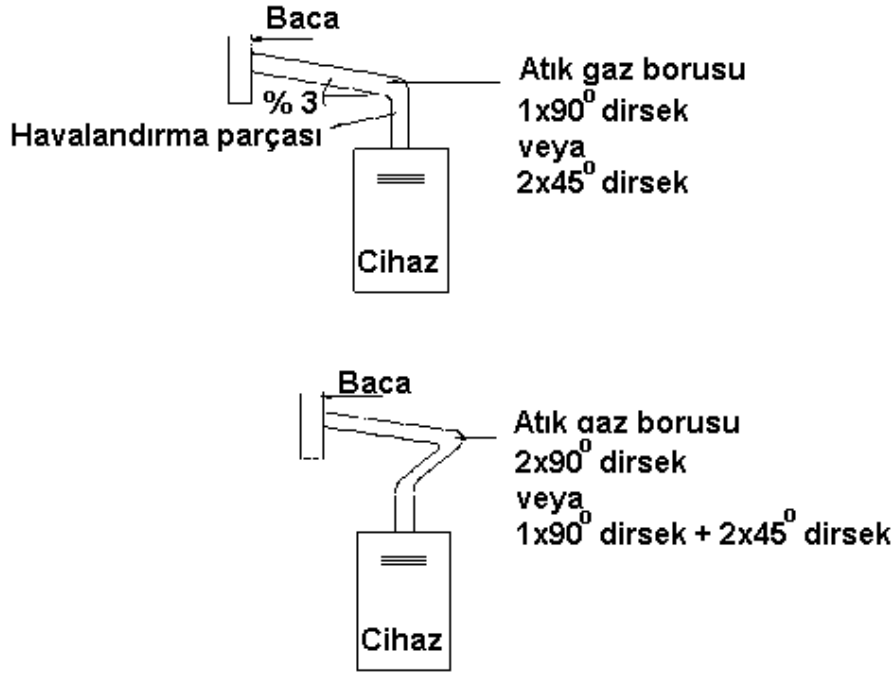 Baca
Atık gaz borusu
1x90⁰ dirsek
veya
2x45⁰ dirsek
% 3
Havalandırma parçası
Cihaz
Baca
Atık gaz borusu
2x90⁰ dirsek
veya
1x90⁰ dirsek + 2x45⁰ dirsek
Cihaz